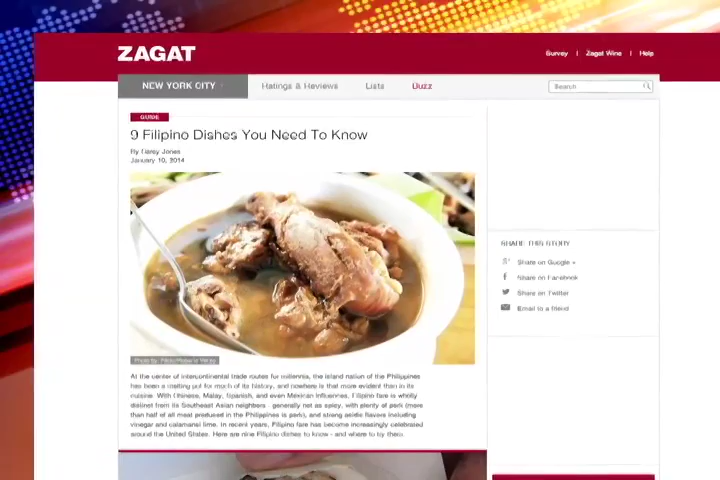 ZAGAT
Survey | Zagat Wine | Help
NEW YORK CITY
Ratings & Reviews
Lists
Buzz
Search
GUIDE
9 Filipino Dishes You Need To Know
By Jones
January 10, 2014
SHARE THIS STORY
Share on Google +
Share on Facebook
Share on Twitter
Email to a friend
Photo by
At the center of intercontinental trade routes for millennia, the island nation of the Philippines
has been a melting pot for much of its history, and nowhere is that more evident than in its
cuisine. With Chinese, Malay, Spanish, and even Mexican influences, Filipino fare is wholly
distinct from its Southeast Asian neighbors - generally not as spicy, with plenty of pork (more
than half of all meat produced in the Philippines is pork), and strong acidic flavors including
vinegar and calamansi lime. In recent years, Filipino fare has become increasingly celebrated
around the United States. Here are nine Filipino dishes to know - and where to try them